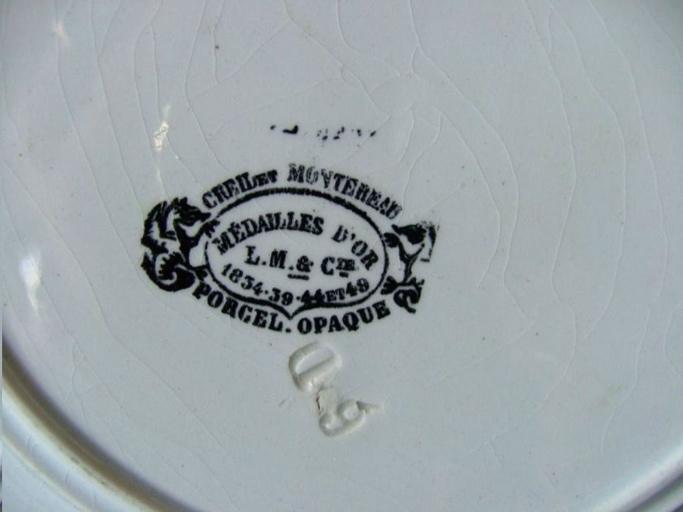 CREIL ET MONTEREAU
MÉDAILLES D'OR
L.M. & CIE
1834·39·44 ET 49
PORCEL. OPAQUE